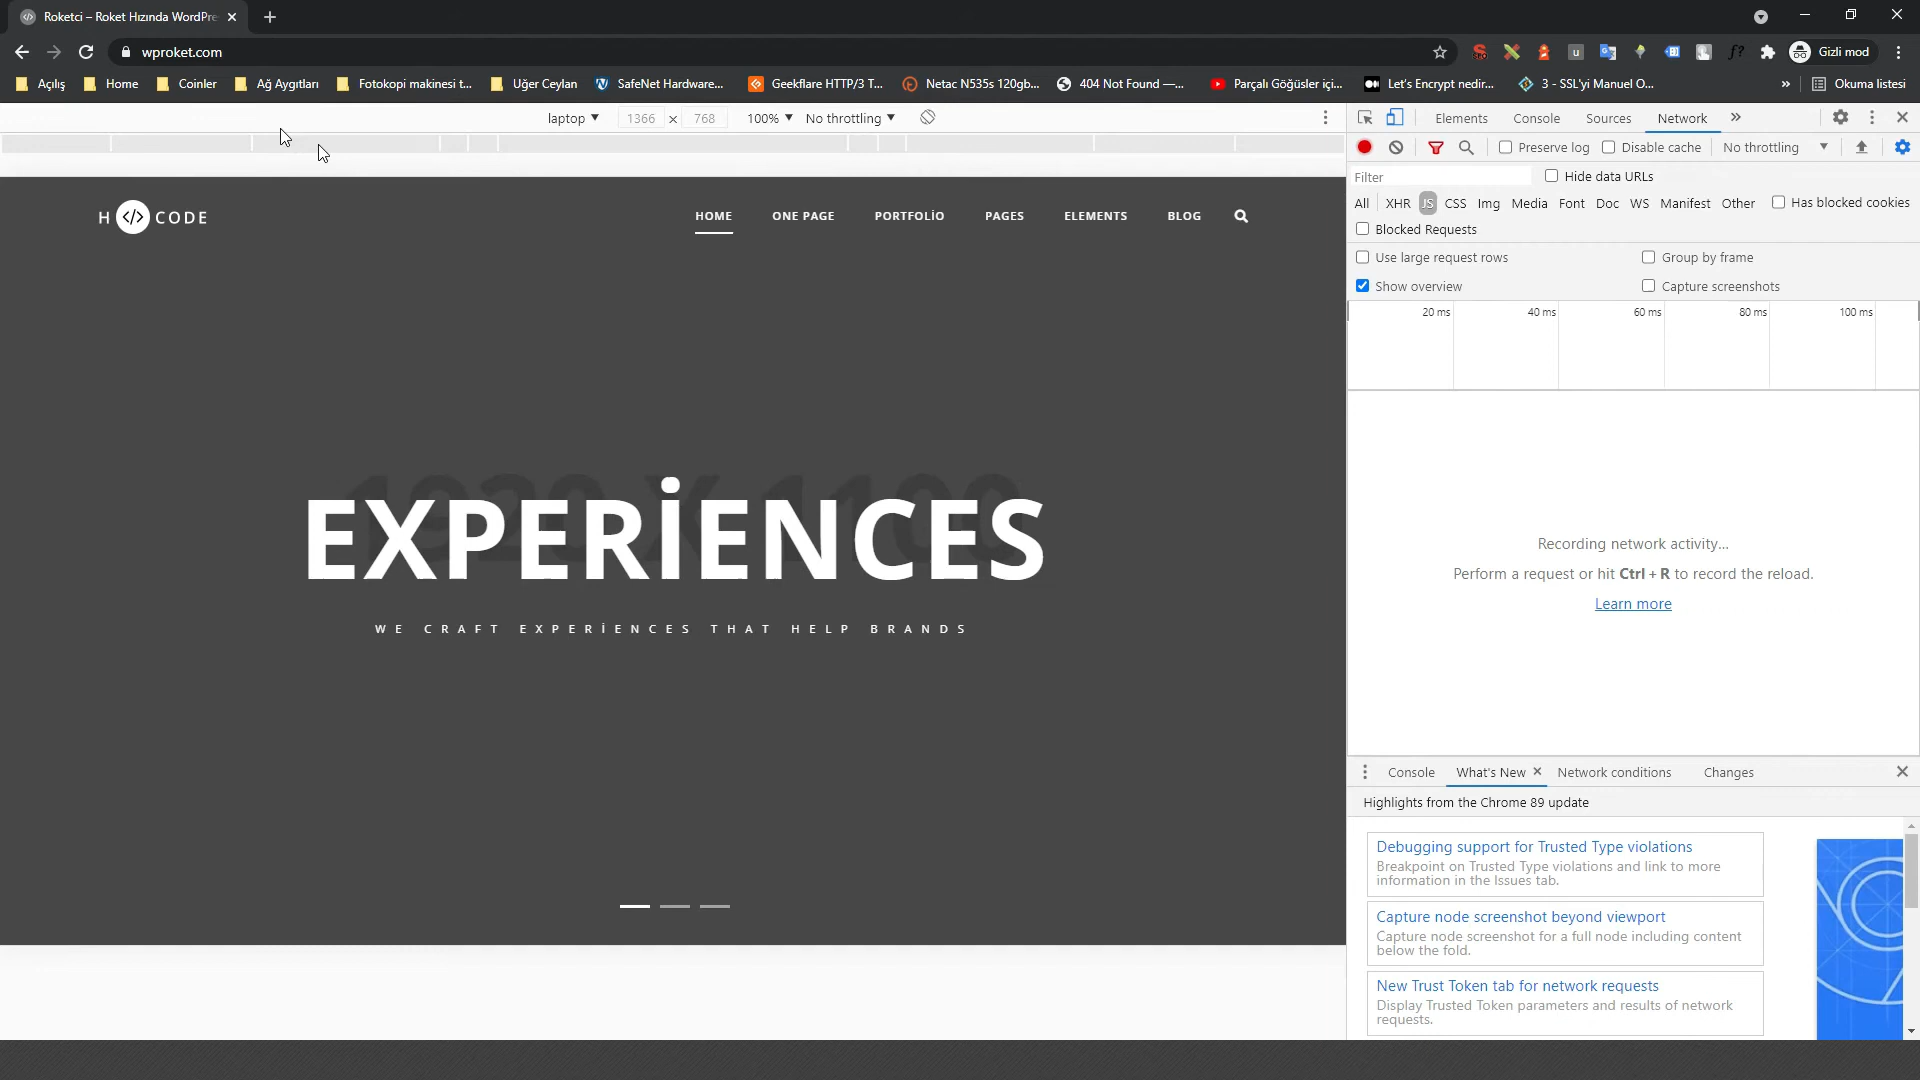 Roketci – Roket Hızında WordPre
wproket.com
Gizli mod
Açılış
Home
Coinler
Ağ Aygıtları
Fotokopi makinesi t...
Uğer Ceylan
SafeNet Hardware...
Geekflare HTTP/3 T...
Netac N535s 120gb...
404 Not Found —...
Parçalı Göğüsler içi...
Let's Encrypt nedir...
3 - SSL'yi Manuel O...
»
Okuma listesi
laptop ▼ 1366 x 768 100% ▼ No throttling ▼
Elements Console Sources Network »
Preserve log Disable cache No throttling ▼
Filter
Hide data URLs
All XHR JS CSS Img Media Font Doc WS Manifest Other Has blocked cookies
Blocked Requests
Use large request rows Group by frame
Show overview Capture screenshots
20 ms 40 ms 60 ms 80 ms 100 ms
H </> CODE
HOME ONE PAGE PORTFOLİO PAGES ELEMENTS BLOG
1920 X 1100
EXPERİENCES
WE CRAFT EXPERİENCES THAT HELP BRANDS
Recording network activity...
Perform a request or hit Ctrl + R to record the reload.
Learn more
Console What's New Network conditions Changes
Highlights from the Chrome 89 update
Debugging support for Trusted Type violations
Breakpoint on Trusted Type violations and link to more
information in the Issues tab.
Capture node screenshot beyond viewport
Capture node screenshot for a full node including content
below the fold.
New Trust Token tab for network requests
Display Trusted Token parameters and results of network
requests.